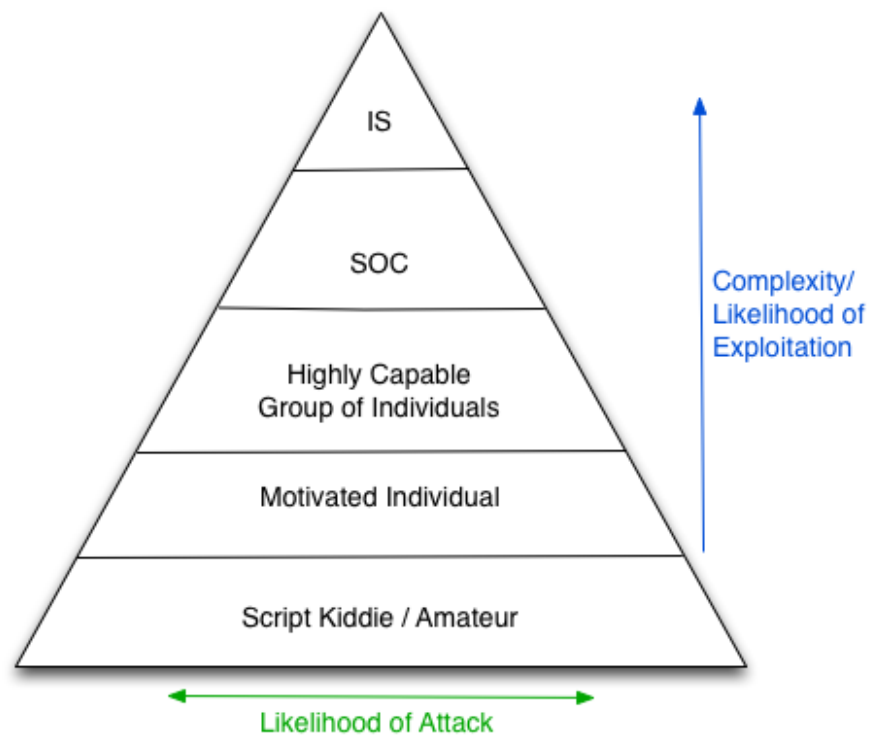 IS
SOC
Highly Capable
Group of Individuals
Motivated Individual
Script Kiddie / Amateur
Complexity/
Likelihood of
Exploitation
Likelihood of Attack